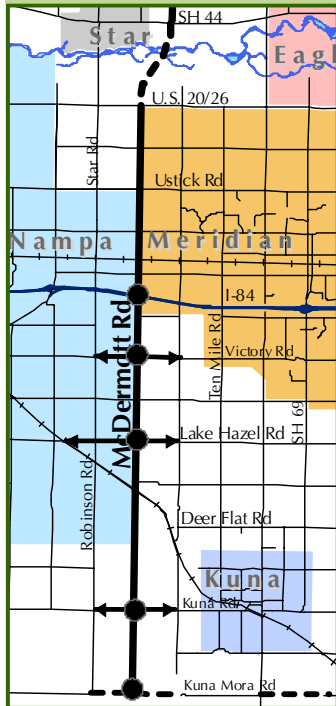 SH 44
Star
Eagl
U.S. 20/26
Star Rd
Ustick Rd
Nampa
Meridian
I-84
McDermott Rd
Ten Mile Rd
Victory Rd
SH 69
Lake Hazel Rd
Robinson Rd
Deer Flat Rd
Kuna
Kuna Rd
Kuna Mora Rd